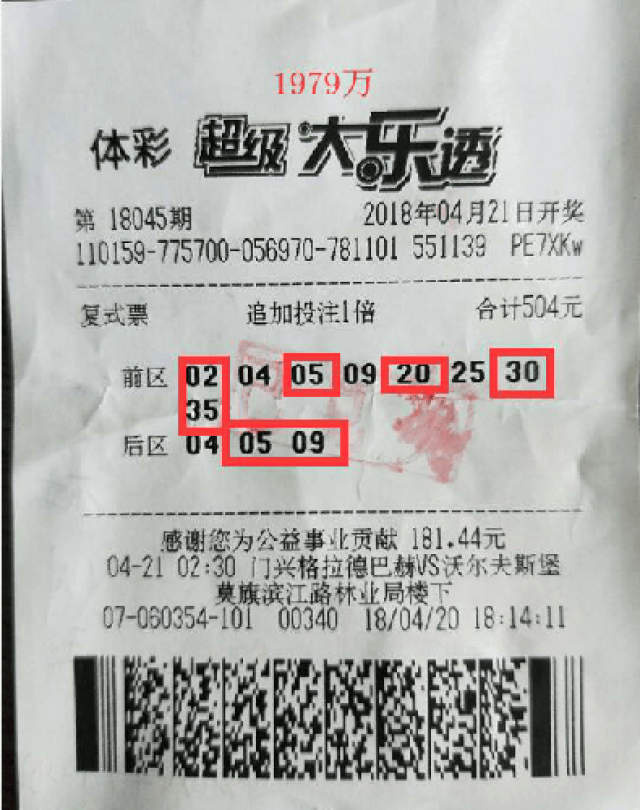 1979万
体彩 超级大乐透
第 18045期 2018年04月21日开奖
110159-775700-056970-781101 551139 PE7XKw
复式票 追加投注1倍 合计504元
前区 02 04 05 09 20 25 30
35
后区 04 05 09
感谢您为公益事业贡献 181.44元
04-21 02:30 门兴格拉德巴赫VS沃尔夫斯堡
莫旗滨江路林业局楼下
07-060354-101 00340 18/04/20 18:14:11